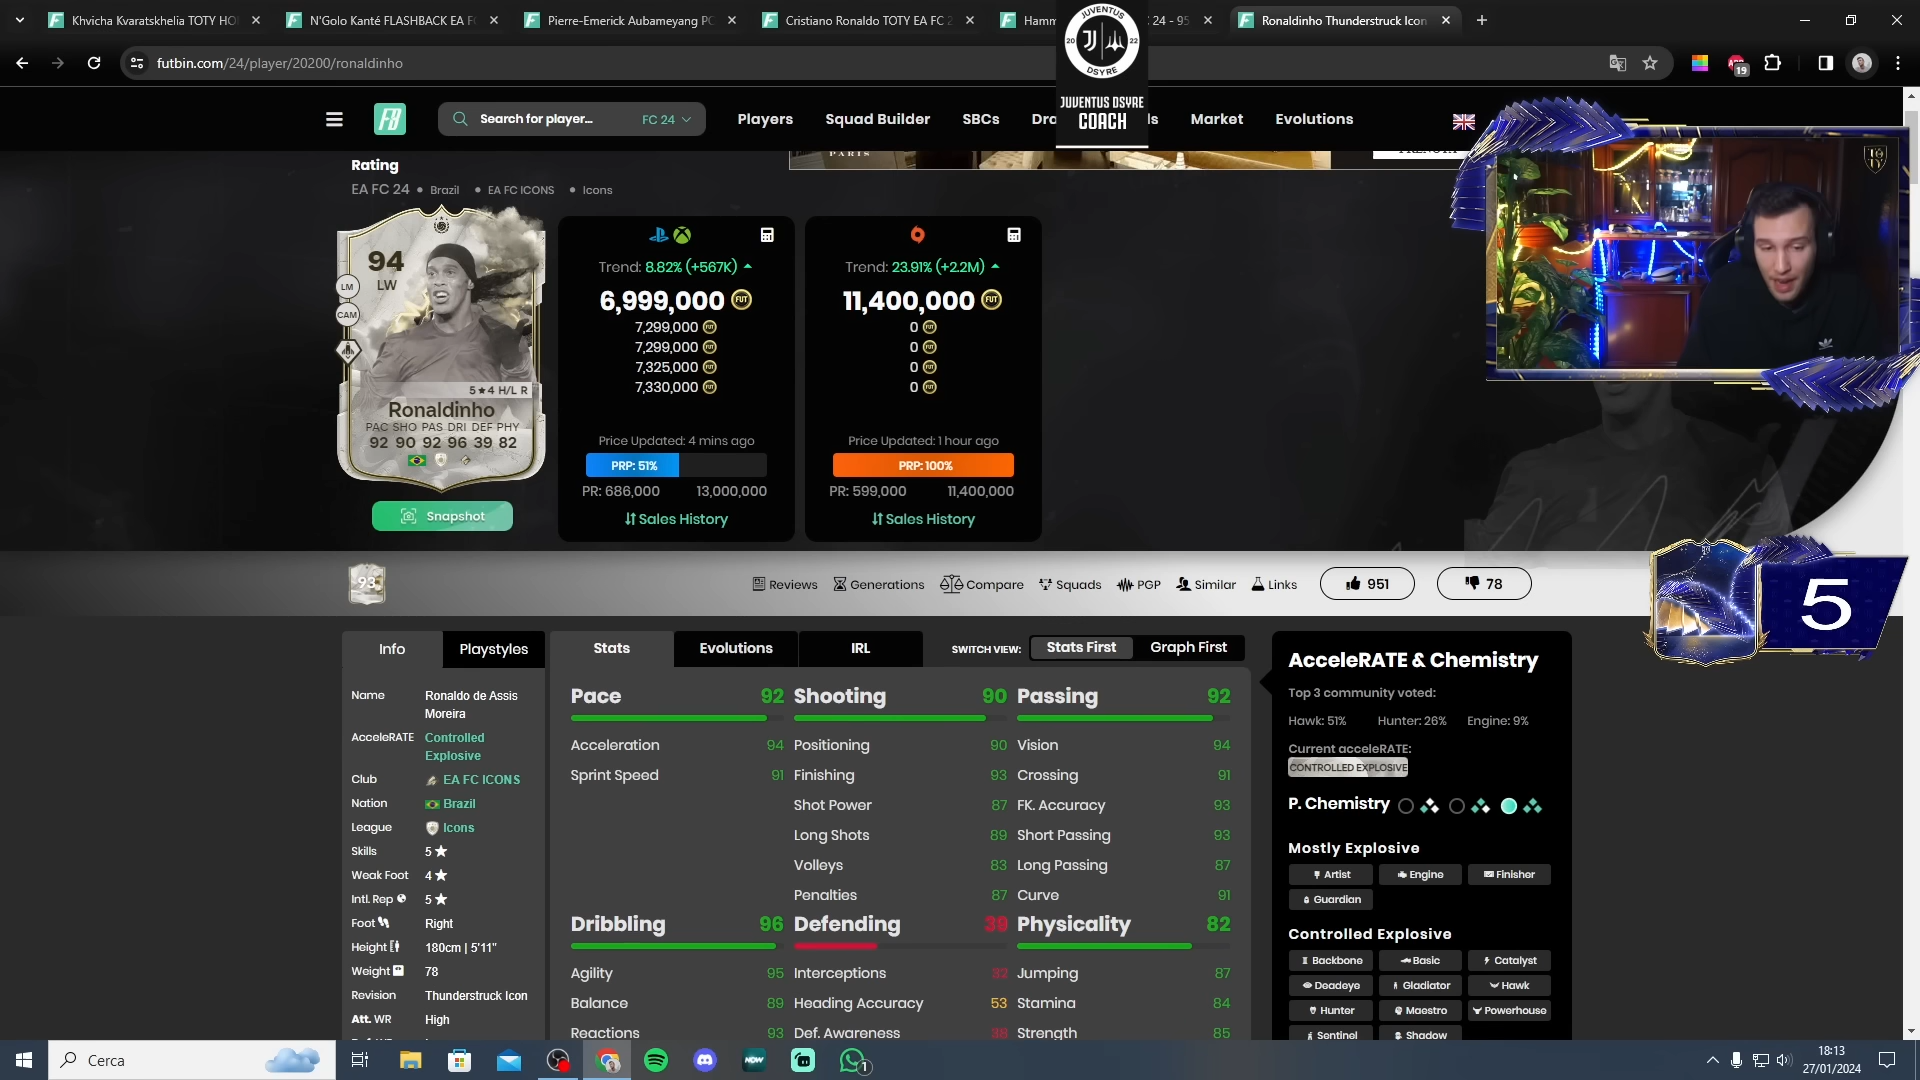 Khvicha Kvaratskhelia TOTY HO
N'Golo Kanté FLASHBACK EA F
Pierre-Emerick Aubameyang PO
Cristiano Ronaldo TOTY EA FC 2
Hamm
24 - 95
Ronaldinho Thunderstruck Icon
futbin.com/24/player/20200/ronaldinho
19
JUVENTUS
20 22
DSYRE
JUVENTUS DSYRE
COACH
Search for player...
FC 24
Players
Squad Builder
SBCs
Dra
ls
Market
Evolutions
PARIS
Rating
EA FC 24 • Brazil • EA FC ICONS • Icons
94
LW
LM
CAM
5★4 H/L R
Ronaldinho
PAC SHO PAS DRI DEF PHY
92 90 92 96 39 82
Snapshot
Trend: 8.82% (+567K)
6,999,000
7,299,000
7,299,000
7,325,000
7,330,000
Price Updated: 4 mins ago
PRP: 51%
PR: 686,000 13,000,000
Sales History
Trend: 23.91% (+2.2M)
11,400,000
0
0
0
0
Price Updated: 1 hour ago
PRP: 100%
PR: 599,000 11,400,000
Sales History
93
Reviews
Generations
Compare
Squads
PGP
Similar
Links
951
78
5
Info
Playstyles
Name Ronaldo de Assis Moreira
AcceleRATE Controlled Explosive
Club EA FC ICONS
Nation Brazil
League Icons
Skills 5
Weak Foot 4
Intl. Rep 5
Foot Right
Height 180cm | 5'11"
Weight 78
Revision Thunderstruck Icon
Att. WR High
Stats
Evolutions
IRL
SWITCH VIEW:
Stats First
Graph First
Pace 92
Acceleration 94
Sprint Speed 91
Shooting 90
Positioning 90
Finishing 93
Shot Power 87
Long Shots 89
Volleys 83
Penalties 87
Passing 92
Vision 94
Crossing 91
FK. Accuracy 93
Short Passing 93
Long Passing 87
Curve 91
Dribbling 96
Agility 95
Balance 89
Reactions 93
Defending 39
Interceptions 32
Heading Accuracy 53
Def. Awareness 38
Physicality 82
Jumping 87
Stamina 84
Strength 85
AcceleRATE & Chemistry
Top 3 community voted:
Hawk: 51% Hunter: 26% Engine: 9%
Current acceleRATE:
CONTROLLED EXPLOSIVE
P. Chemistry
Mostly Explosive
Artist
Engine
Finisher
Guardian
Controlled Explosive
Backbone
Basic
Catalyst
Deadeye
Gladiator
Hawk
Hunter
Maestro
Powerhouse
Sentinel
Shadow
Cerca
NOW
1
18:13
27/01/2024